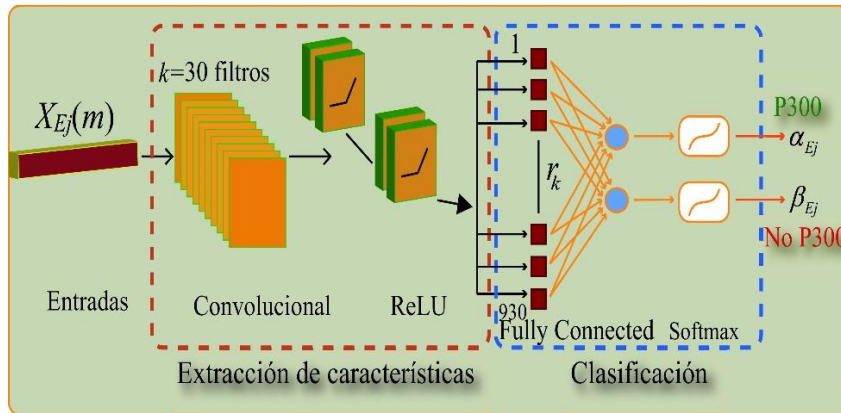 k=30 filtros
X_Ej(m)
Entradas
Convolucional
ReLU
Extracción de características
1
r_k
930
Fully Connected
Softmax
Clasificación
P300
α_Ej
β_Ej
No P300